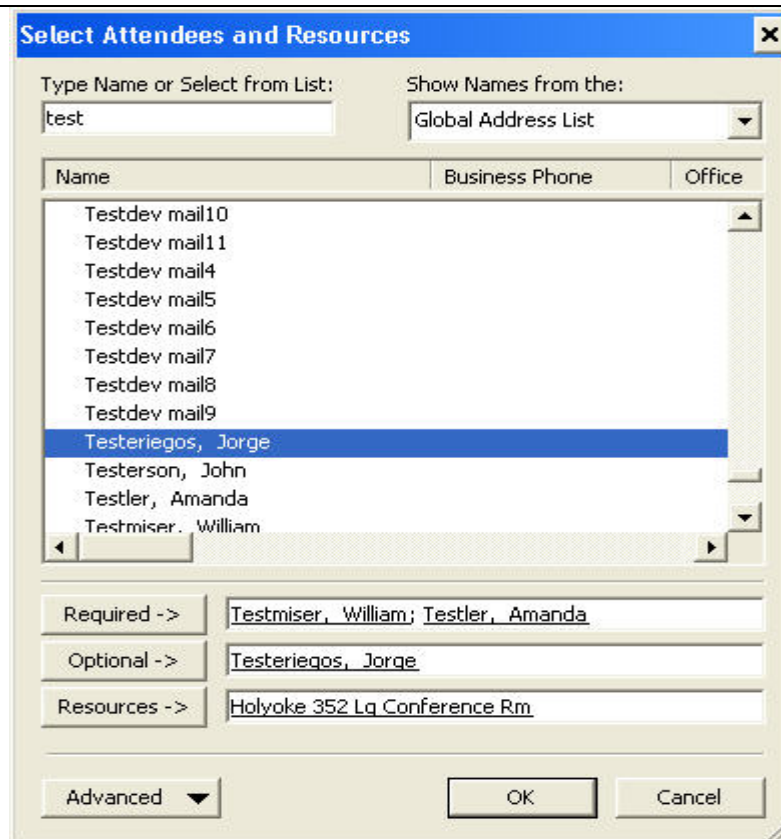 Select Attendees and Resources
Type Name or Select from List: Show Names from the:
test Global Address List
Name Business Phone Office
Testdev mail10
Testdev mail11
Testdev mail4
Testdev mail5
Testdev mail6
Testdev mail7
Testdev mail8
Testdev mail9
Testeriegos, Jorge
Testerson, John
Testler, Amanda
Testmiser, William
Required -> Testmiser, William; Testler, Amanda
Optional -> Testeriegos, Jorge
Resources -> Holyoke 352 Lg Conference Rm
Advanced OK Cancel